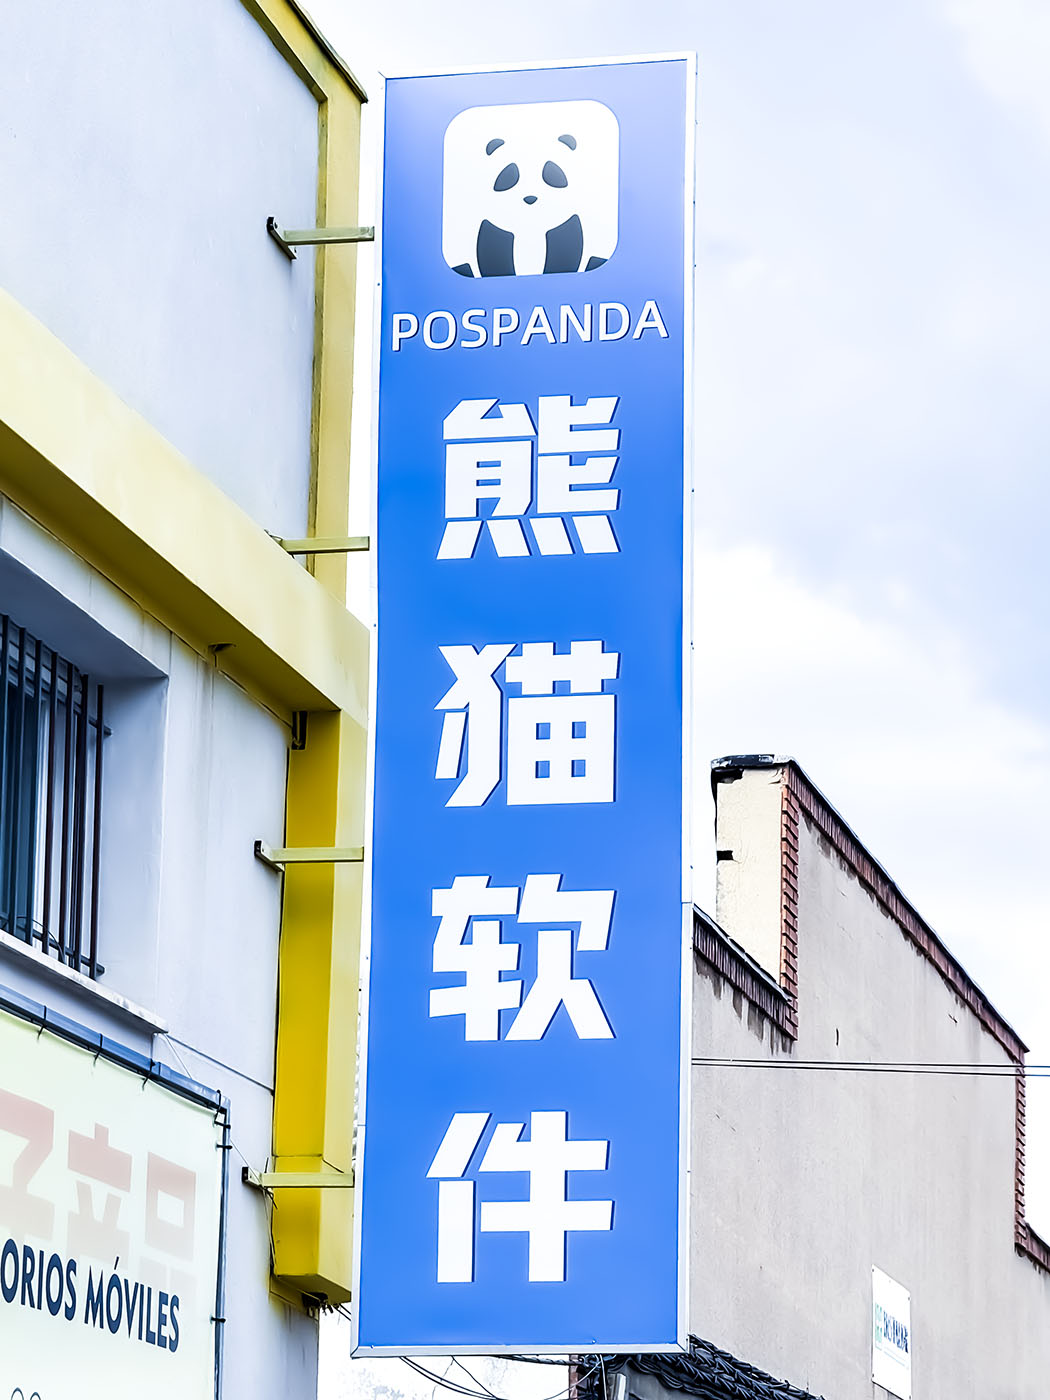 POSPANDA
熊
猫
软
件
ORIOS MÓVILES